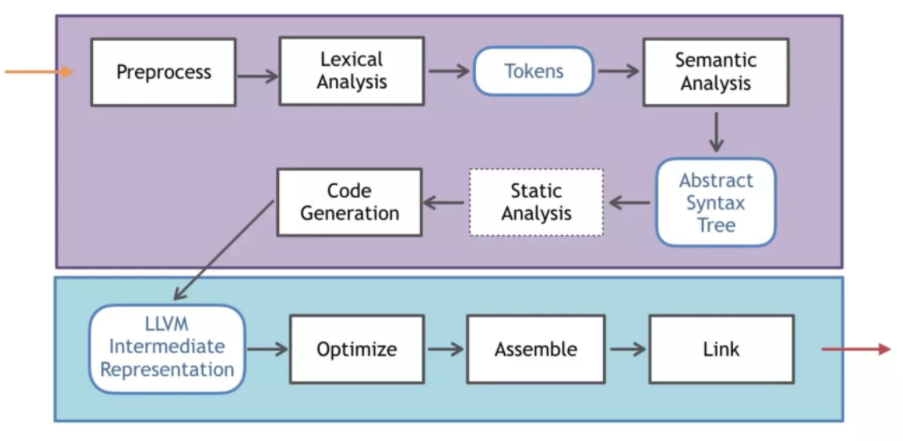 Preprocess
Lexical
Analysis
Tokens
Semantic
Analysis
Code
Generation
Static
Analysis
Abstract
Syntax
Tree
LLVM
Intermediate
Representation
Optimize
Assemble
Link